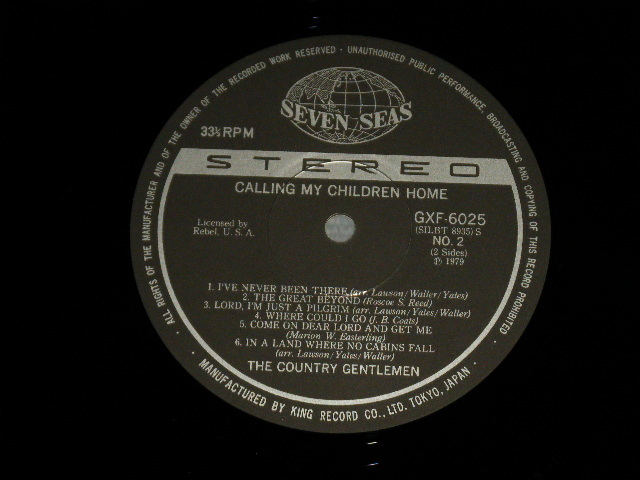 ALL RIGHTS OF THE MANUFACTURER AND OF THE OWNER OF THE RECORDED WORK RESERVED · UNAUTHORISED PUBLIC PERFORMANCE, BROADCASTING AND COPYING OF THIS RECORD PROHIBITED ·
SEVEN SEAS
33⅓ RPM
STEREO
CALLING MY CHILDREN HOME
Licensed by
Rebel, U. S. A.
GXF-6025
(SILBT 8935) S
NO. 2
(2 Sides)
Ⓟ 1979
1. I'VE NEVER BEEN THERE (arr. Lawson/Waller/Yates)
2. THE GREAT BEYOND (Roscoe S. Reed)
3. LORD, I'M JUST A PILGRIM (arr. Lawson/Yates/Waller)
4. WHERE COULD I GO (J. B. Coats)
5. COME ON DEAR LORD AND GET ME
(Marion W. Easterling)
6. IN A LAND WHERE NO CABINS FALL
(arr. Lawson/Yates/Waller)
THE COUNTRY GENTLEMEN
· MANUFACTURED BY KING RECORD CO., LTD. TOKYO, JAPAN ·